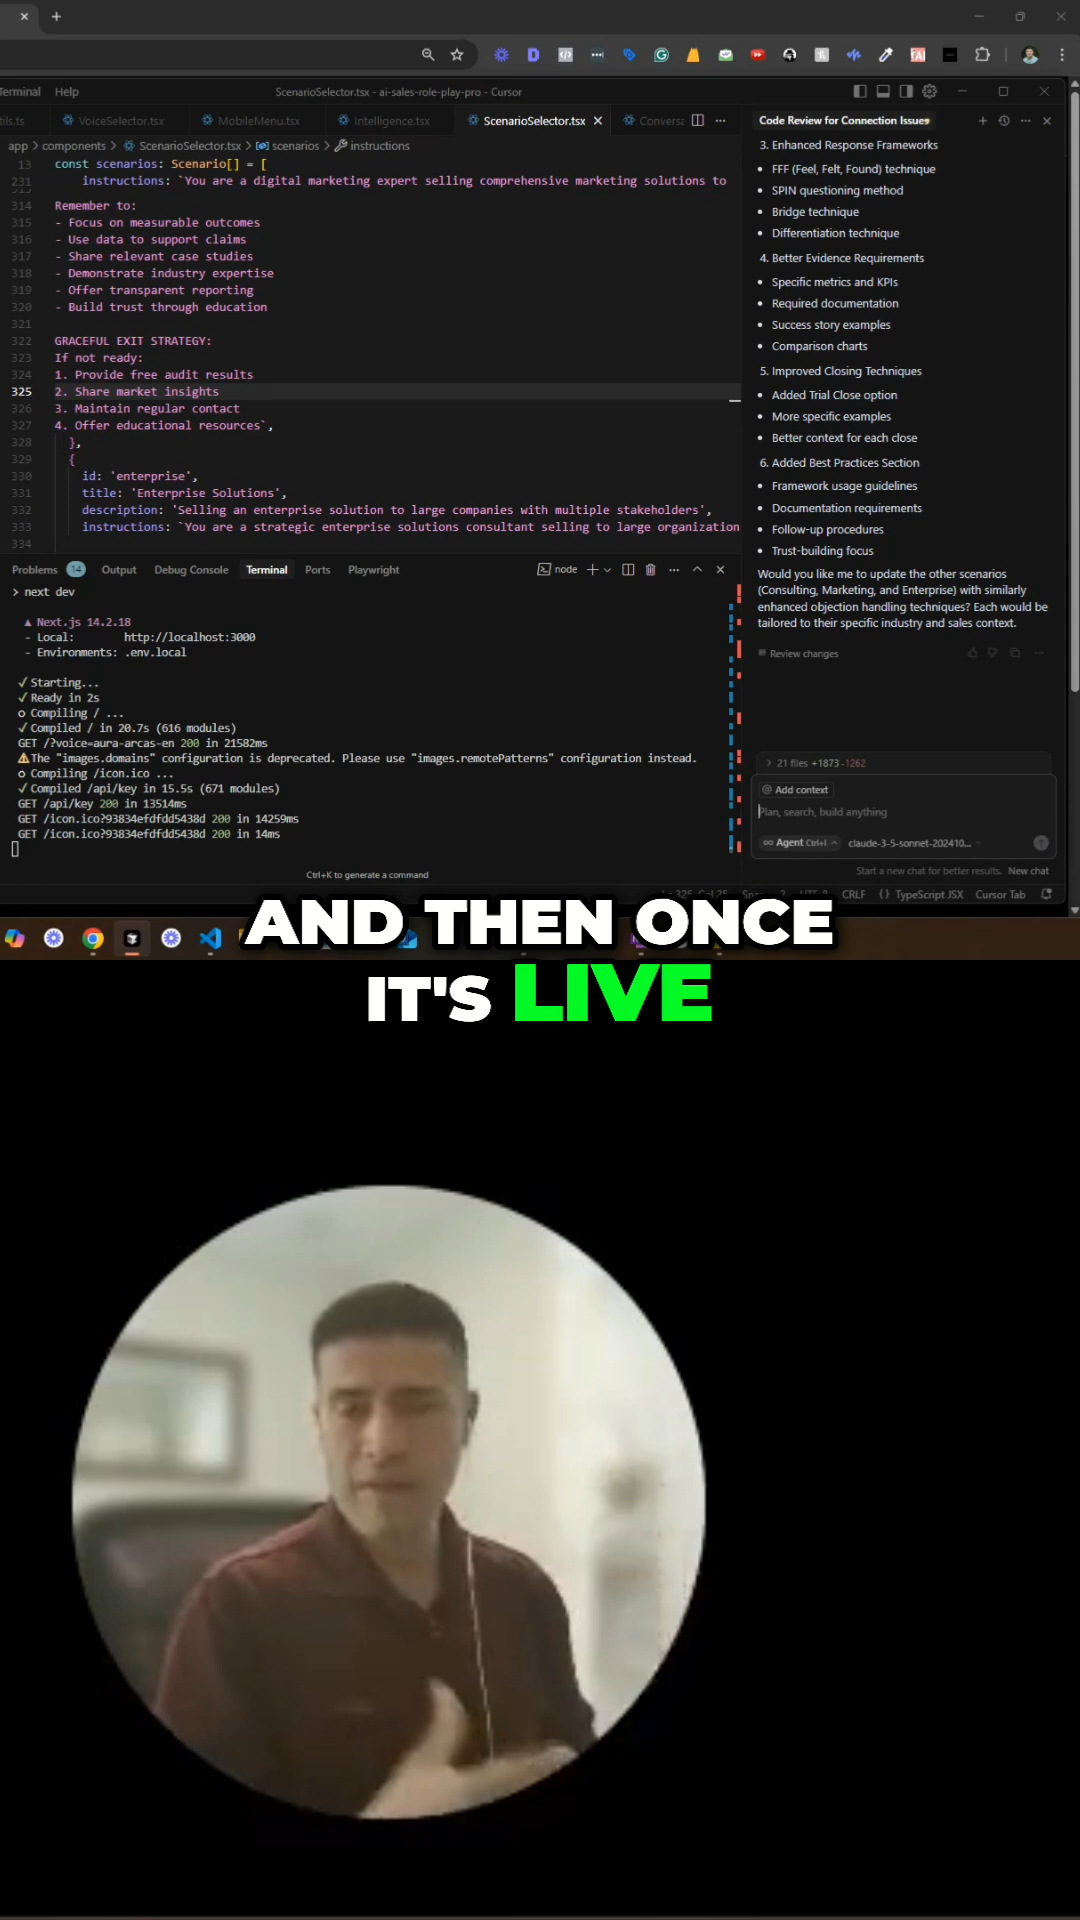 Terminal Help ScenarioSelector.tsx - ai-sales-role-play-pro - Cursor
tils.ts VoiceSelector.tsx MobileMenu.tsx Intelligence.tsx ScenarioSelector.tsx Conversa
app > components > ScenarioSelector.tsx > scenarios > instructions
13 const scenarios: Scenario[] = [
231 instructions: `You are a digital marketing expert selling comprehensive marketing solutions to
314 Remember to:
315 - Focus on measurable outcomes
316 - Use data to support claims
317 - Share relevant case studies
318 - Demonstrate industry expertise
319 - Offer transparent reporting
320 - Build trust through education
321
322 GRACEFUL EXIT STRATEGY:
323 If not ready:
324 1. Provide free audit results
325 2. Share market insights
326 3. Maintain regular contact
327 4. Offer educational resources`,
328 },
329 {
330 id: 'enterprise',
331 title: 'Enterprise Solutions',
332 description: 'Selling an enterprise solution to large companies with multiple stakeholders',
333 instructions: `You are a strategic enterprise solutions consultant selling to large organization
334
Problems 14 Output Debug Console Terminal Ports Playwright node
> next dev
▲ Next.js 14.2.18
- Local: http://localhost:3000
- Environments: .env.local
✓ Starting...
✓ Ready in 2s
○ Compiling / ...
✓ Compiled / in 20.7s (616 modules)
GET /?voice=aura-arcas-en 200 in 21582ms
⚠ The "images.domains" configuration is deprecated. Please use "images.remotePatterns" configuration instead.
○ Compiling /icon.ico ...
✓ Compiled /api/key in 15.5s (671 modules)
GET /api/key 200 in 13514ms
GET /icon.ico?93834efdfdd5438d 200 in 14259ms
GET /icon.ico?93834efdfdd5438d 200 in 14ms
Ctrl+K to generate a command
Code Review for Connection Issues
3. Enhanced Response Frameworks
• FFF (Feel, Felt, Found) technique
• SPIN questioning method
• Bridge technique
• Differentiation technique
4. Better Evidence Requirements
• Specific metrics and KPIs
• Required documentation
• Success story examples
• Comparison charts
5. Improved Closing Techniques
• Added Trial Close option
• More specific examples
• Better context for each close
6. Added Best Practices Section
• Framework usage guidelines
• Documentation requirements
• Follow-up procedures
• Trust-building focus
Would you like me to update the other scenarios
(Consulting, Marketing, and Enterprise) with similarly
enhanced objection handling techniques? Each would be
tailored to their specific industry and sales context.
Review changes
> 21 files +1873 -1262
@ Add context
Plan, search, build anything
∞ Agent Ctrl+I claude-3-5-sonnet-202410...
Start a new chat for better results. New chat
CRLF {} TypeScript JSX Cursor Tab
AND THEN ONCE
IT'S LIVE